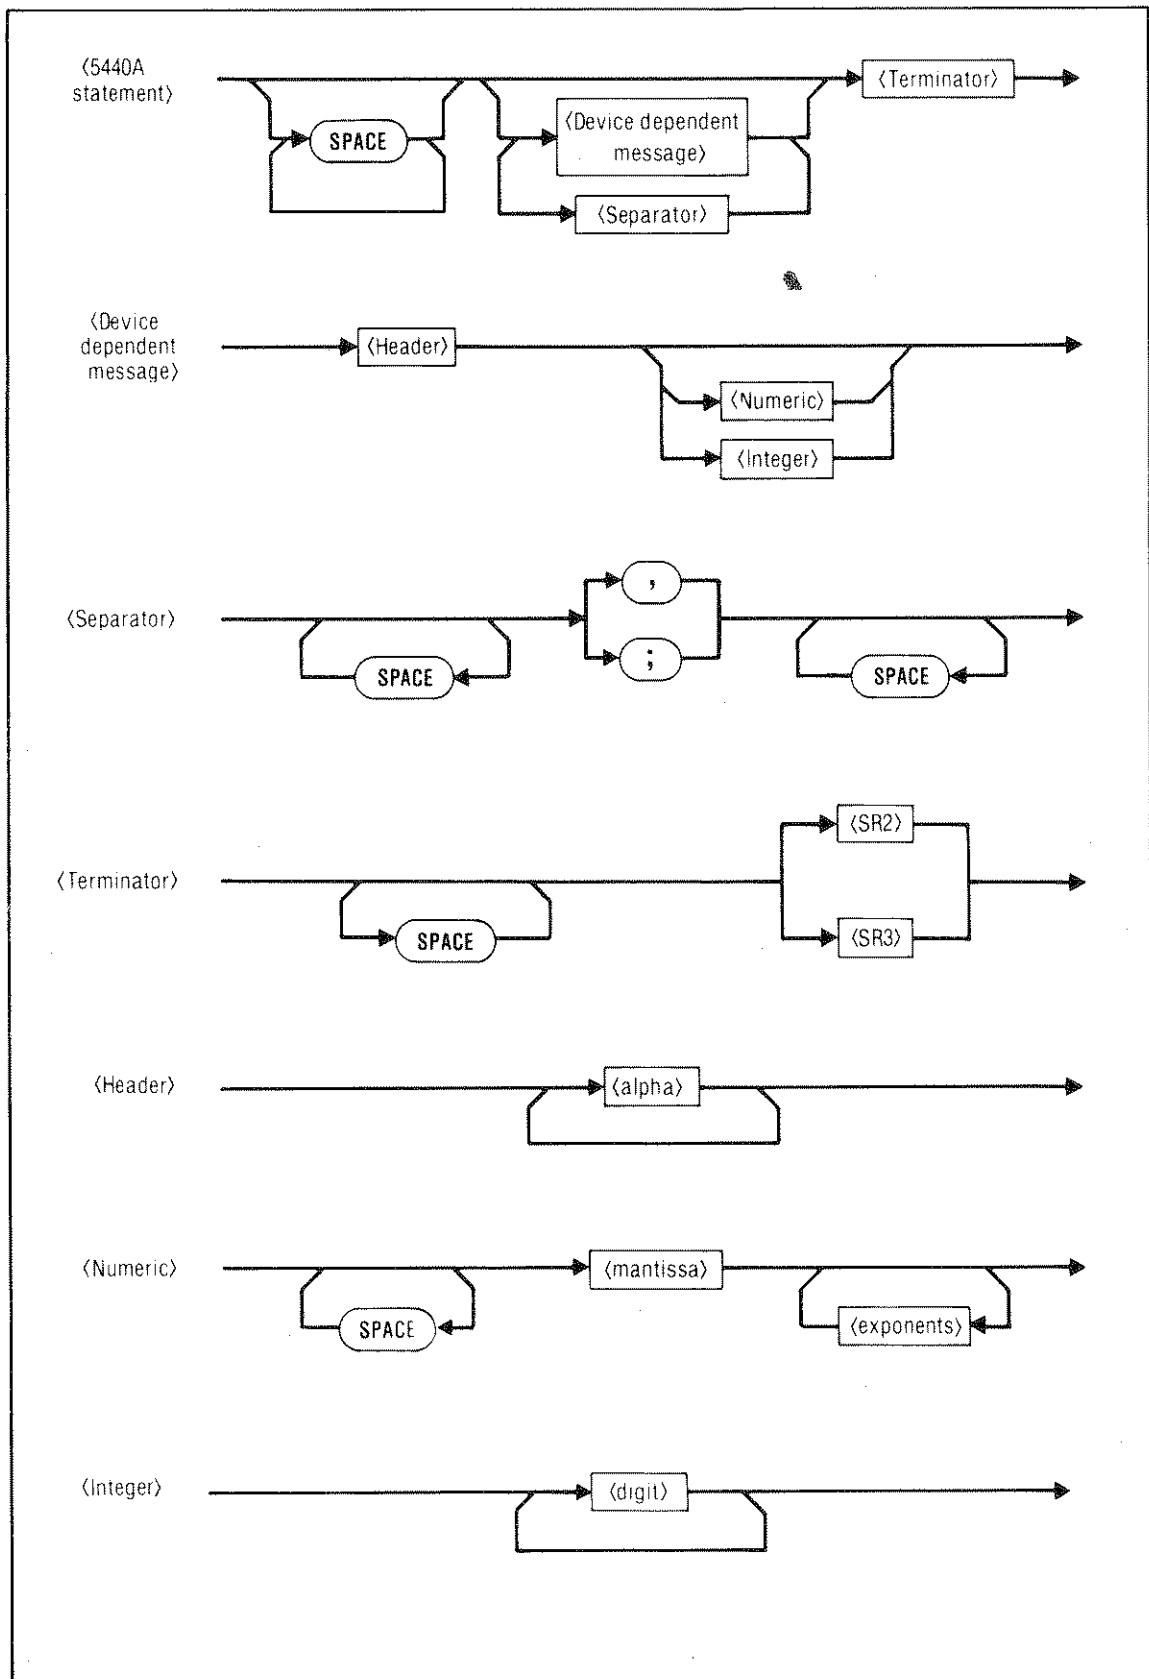 〈5440A
statement〉
SPACE
〈Device dependent
message〉
〈Separator〉
〈Terminator〉
〈Device
dependent
message〉
〈Header〉
〈Numeric〉
〈Integer〉
〈Separator〉
SPACE
,
;
SPACE
〈Terminator〉
SPACE
〈SR2〉
〈SR3〉
〈Header〉
〈alpha〉
〈Numeric〉
SPACE
〈mantissa〉
〈exponents〉
〈Integer〉
〈digit〉